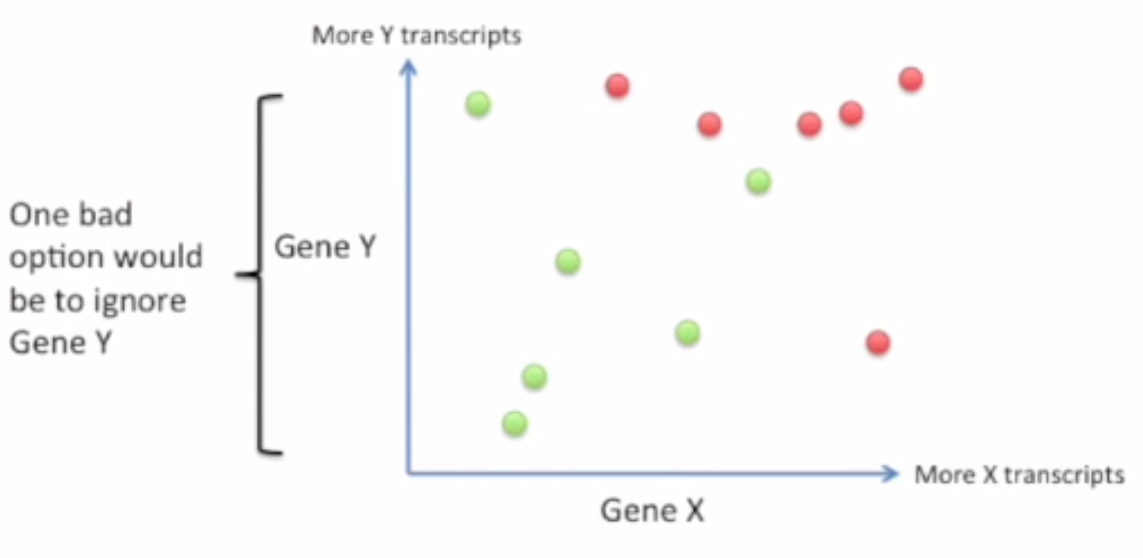 More Y transcripts
One bad
option would
be to ignore
Gene Y
Gene Y
More X transcripts
Gene X